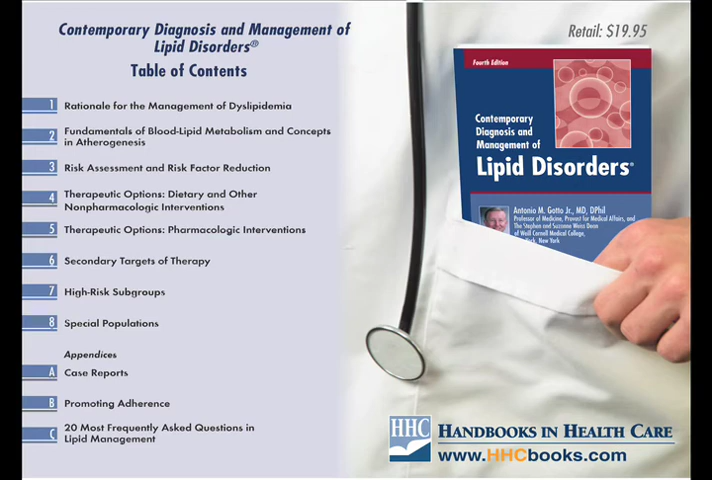 Contemporary Diagnosis and Management of
Lipid Disorders®
Table of Contents
1 Rationale for the Management of Dyslipidemia
2 Fundamentals of Blood-Lipid Metabolism and Concepts
in Atherogenesis
3 Risk Assessment and Risk Factor Reduction
4 Therapeutic Options: Dietary and Other
Nonpharmacologic Interventions
5 Therapeutic Options: Pharmacologic Interventions
6 Secondary Targets of Therapy
7 High-Risk Subgroups
8 Special Populations
Appendices
A Case Reports
B Promoting Adherence
C 20 Most Frequently Asked Questions in
Lipid Management
Retail: $19.95
Fourth Edition
Contemporary
Diagnosis and
Management of
Lipid Disorders®
Antonio M. Gotto Jr., MD, DPhil
Professor of Medicine, Provost for Medical Affairs, and
The Stephen and Suzanne Weiss Dean
of Weill Cornell Medical College,
New York
HHC HANDBOOKS IN HEALTH CARE
www.HHCbooks.com